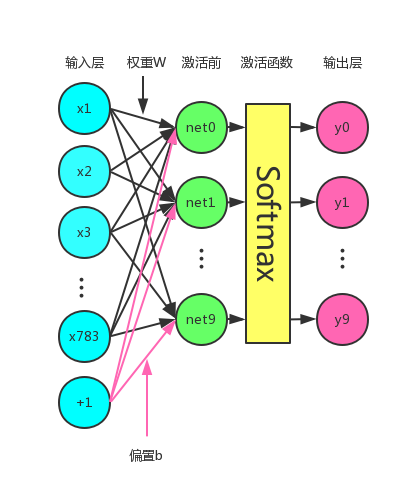 输入层 权重W 激活前 激活函数 输出层
x1
net0
y0
x2
net1
y1
x3
Softmax
x783
net9
y9
+1
偏置b